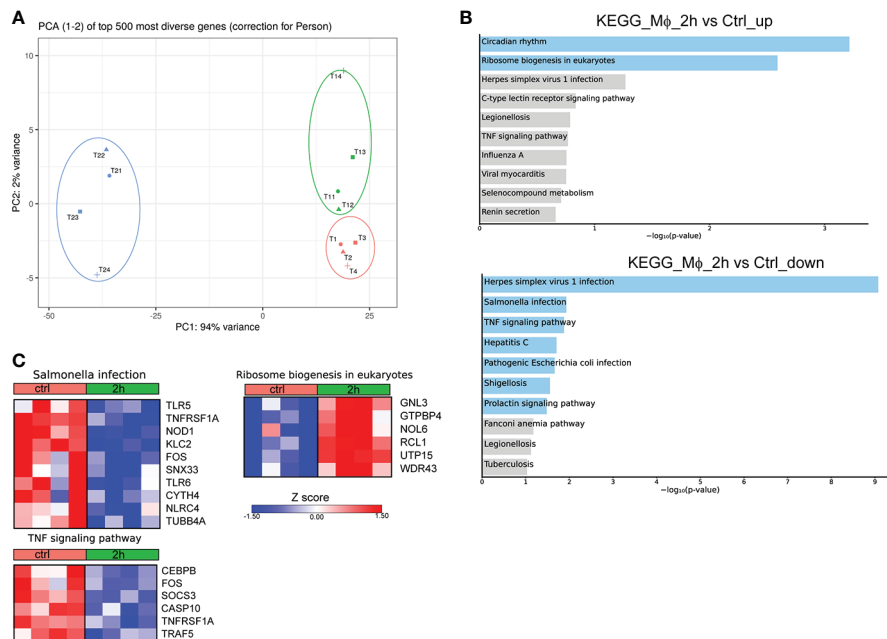 A
PCA (1-2) of top 500 most diverse genes (correction for Person)
PC2: 2% variance
10
5
0
-5
T14
T13
T11
T12
T1
T3
T2
T4
T22
T21
T23
T24
-50
-25
0
25
PC1: 94% variance
B
KEGG_Mϕ_2h vs Ctrl_up
Circadian rhythm
Ribosome biogenesis in eukaryotes
Herpes simplex virus 1 infection
C-type lectin receptor signaling pathway
Legionellosis
TNF signaling pathway
Influenza A
Viral myocarditis
Selenocompound metabolism
Renin secretion
0
1
2
3
−log₁₀(p-value)
KEGG_Mϕ_2h vs Ctrl_down
Herpes simplex virus 1 infection
Salmonella infection
TNF signaling pathway
Hepatitis C
Pathogenic Escherichia coli infection
Shigellosis
Prolactin signaling pathway
Fanconi anemia pathway
Legionellosis
Tuberculosis
0 1 2 3 4 5 6 7 8 9
−log₁₀(p-value)
C
Salmonella infection
ctrl 2h
TLR5
TNFRSF1A
NOD1
KLC2
FOS
SNX33
TLR6
CYTH4
NLRC4
TUBB4A
Ribosome biogenesis in eukaryotes
ctrl 2h
GNL3
GTPBP4
NOL6
RCL1
UTP15
WDR43
Z score
-1.50 0.00 1.50
TNF signaling pathway
ctrl 2h
CEBPB
FOS
SOCS3
CASP10
TNFRSF1A
TRAF5